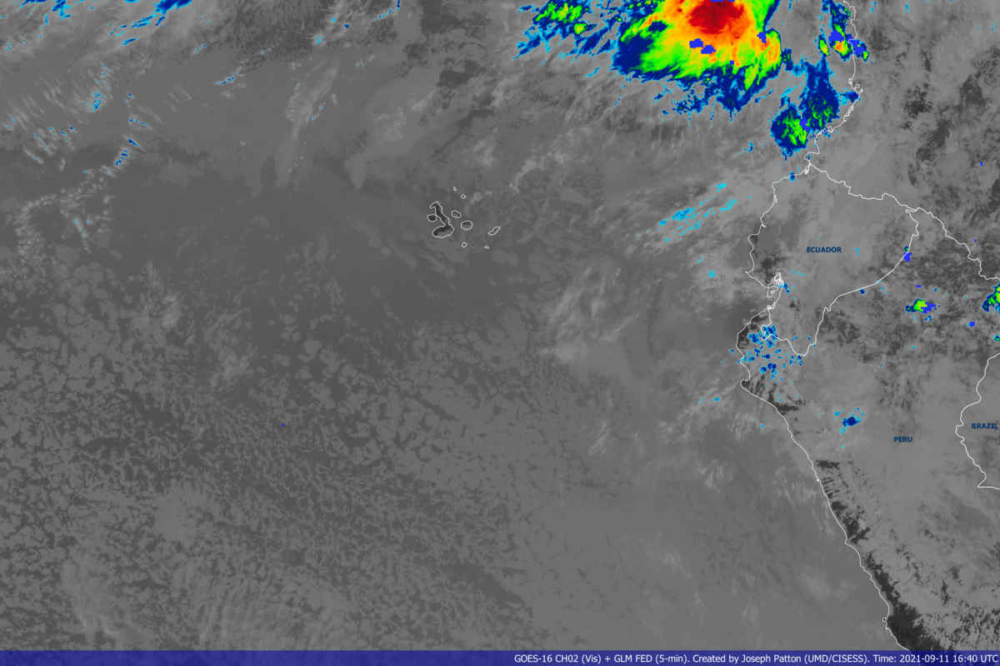 ECUADOR
BRAZIL
PERU
GOES-16 CH02 (Vis) + GLM FED (5-min). Created by Joseph Patton (UMD/CISESS). Time: 2021-09-11 16:40 UTC